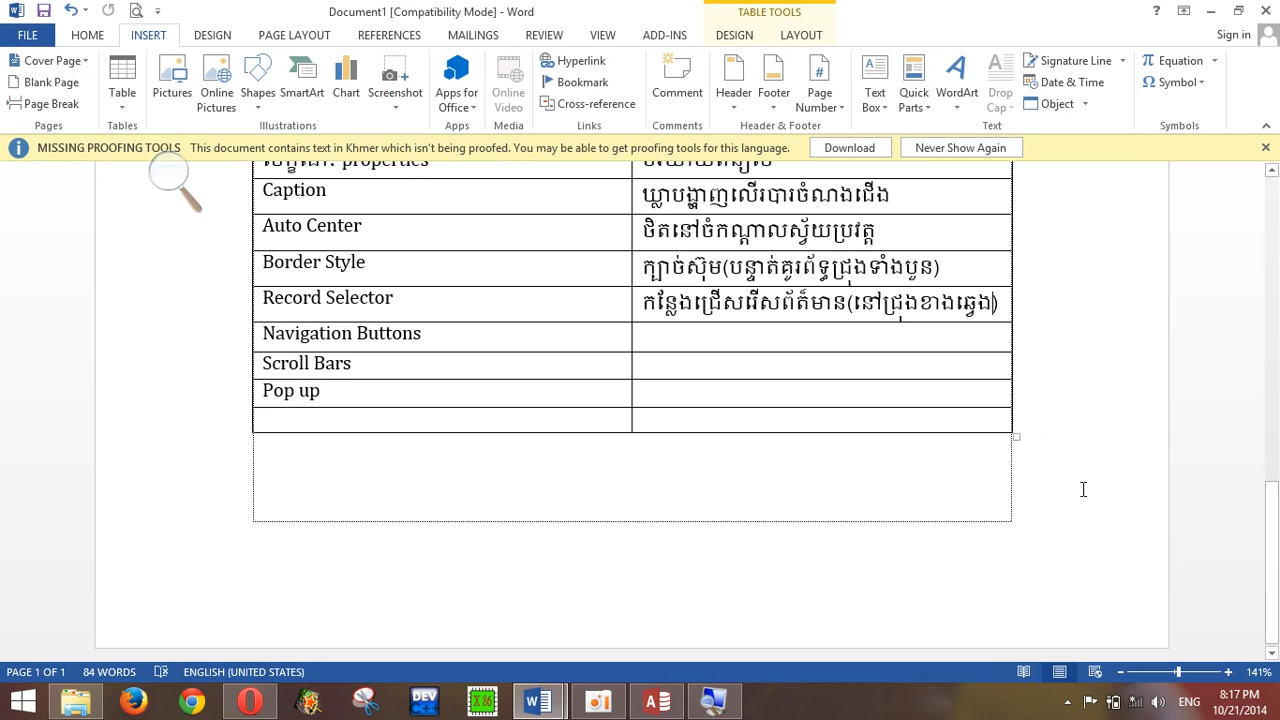 Document1 [Compatibility Mode] - Word
TABLE TOOLS
FILE HOME INSERT DESIGN PAGE LAYOUT REFERENCES MAILINGS REVIEW VIEW ADD-INS DESIGN LAYOUT
Sign in
Cover Page
Blank Page
Page Break
Pages
Table
Tables
Pictures
Online Pictures
Shapes
SmartArt
Chart
Screenshot
Illustrations
Apps for Office
Apps
Online Video
Media
Hyperlink
Bookmark
Cross-reference
Links
Comment
Comments
Header
Footer
Page Number
Header & Footer
Text Box
Quick Parts
WordArt
Drop Cap
Signature Line
Date & Time
Object
Text
Equation
Symbol
Symbols
MISSING PROOFING TOOLS This document contains text in Khmer which isn't being proofed. You may be able to get proofing tools for this language. Download Never Show Again
properties
Caption ឃ្លាបង្ហាញលើរបារចំណងជើង
Auto Center ថិតនៅចំកណ្តាលស្វ័យប្រវត្ត
Border Style ក្បាច់ស៊ុម(បន្ទាត់គូរព័ទ្ធជ្រុងទាំងបួន)
Record Selector កន្លែងជ្រើសរើសព័ត៌មាន(នៅជ្រុងខាងឆ្វេង)
Navigation Buttons
Scroll Bars
Pop up
PAGE 1 OF 1 84 WORDS ENGLISH (UNITED STATES) 141%
DEV
X 86
ENG
8:17 PM
10/21/2014